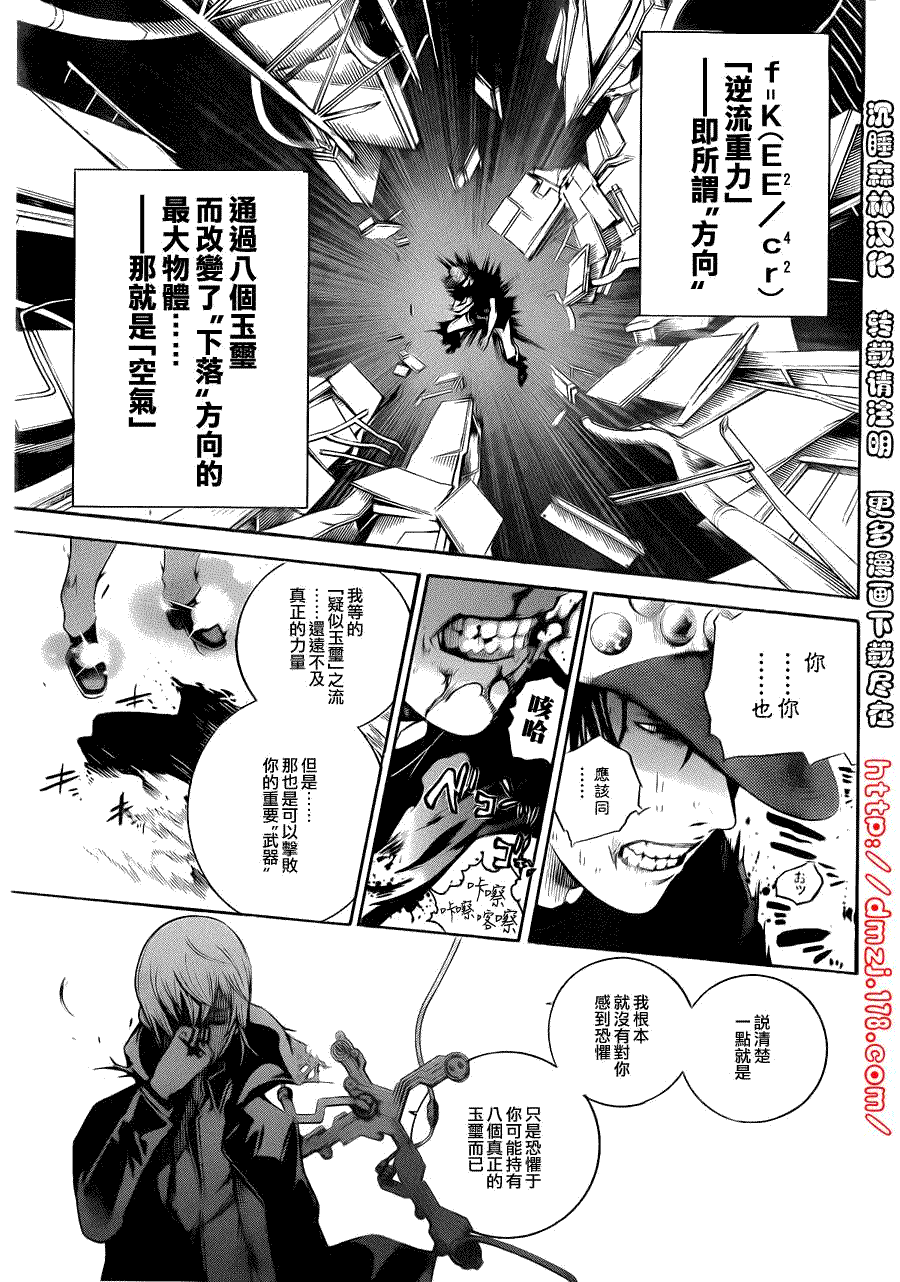 f=K(E²E/c⁴r²)
「逆流重力」
——即所謂"方向"
通過八個玉璽
而改變了"下落"方向的
最大物體……
——那就是「空氣」
你
……你
……也
應該同
……
おッ
咳哈
咔嚓
咔嚓
喀嚓
我等的
「疑似玉璽」之流
……還遠不及
真正的力量
但是……
那也是可以擊敗
你的重要"武器"
説清楚
一點就是
我根本
就沒有對你
感到恐懼
只是恐懼于
你可能持有
八個真正的
玉璽而已
沉睡森林汉化 转载请注明 更多漫画下载尽在 http://dmzj.178.com/